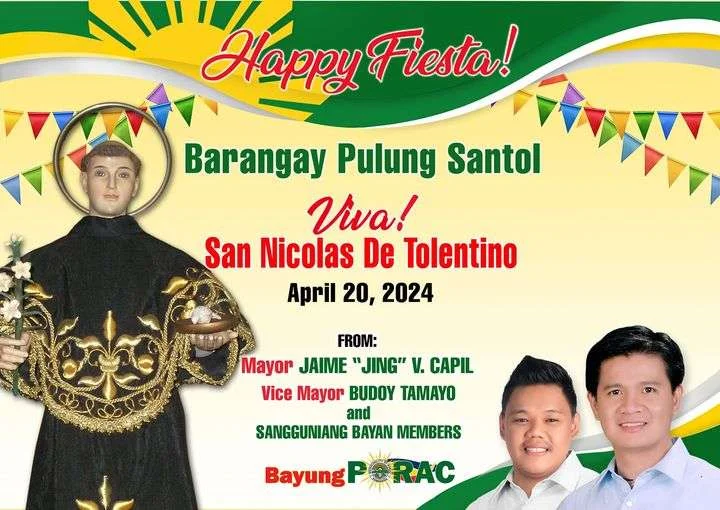 Happy Fiesta!
Barangay Pulung Santol
Viva!
San Nicolas De Tolentino
April 20, 2024
FROM:
Mayor JAIME "JING" V. CAPIL
Vice Mayor BUDOY TAMAYO
and
SANGGUNIANG BAYAN MEMBERS
Bayung PORAC